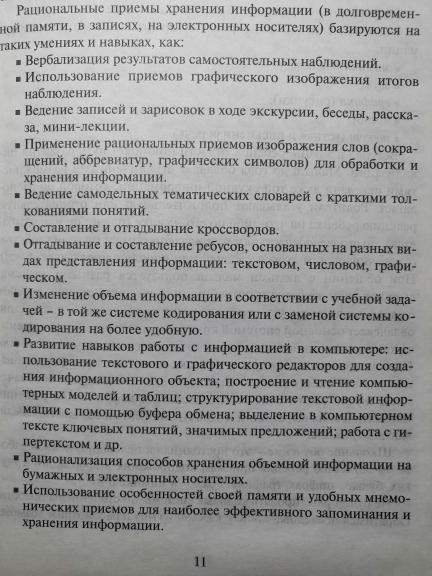 Рациональные приемы хранения информации (в долговремен-
ной памяти, в записях, на электронных носителях) базируются на
таких умениях и навыках, как:
▪ Вербализация результатов самостоятельных наблюдений.
▪ Использование приемов графического изображения итогов
наблюдения.
▪ Ведение записей и зарисовок в ходе экскурсии, беседы, расска-
за, мини-лекции.
▪ Применение рациональных приемов изображения слов (сокра-
щений, аббревиатур, графических символов) для обработки и
хранения информации.
▪ Ведение самодельных тематических словарей с краткими тол-
кованиями понятий.
▪ Составление и отгадывание кроссвордов.
▪ Отгадывание и составление ребусов, основанных на разных ви-
дах представления информации: текстовом, числовом, графи-
ческом.
▪ Изменение объема информации в соответствии с учебной зада-
чей – в той же системе кодирования или с заменой системы ко-
дирования на более удобную.
▪ Развитие навыков работы с информацией в компьютере: ис-
пользование текстового и графического редакторов для созда-
ния информационного объекта; построение и чтение компью-
терных моделей и таблиц; структурирование текстовой инфор-
мации с помощью буфера обмена; выделение в компьютерном
тексте ключевых понятий, значимых предложений; работа с ги-
пертекстом и др.
▪ Рационализация способов хранения объемной информации на
бумажных и электронных носителях.
▪ Использование особенностей своей памяти и удобных мнемо-
нических приемов для наиболее эффективного запоминания и
хранения информации.
11